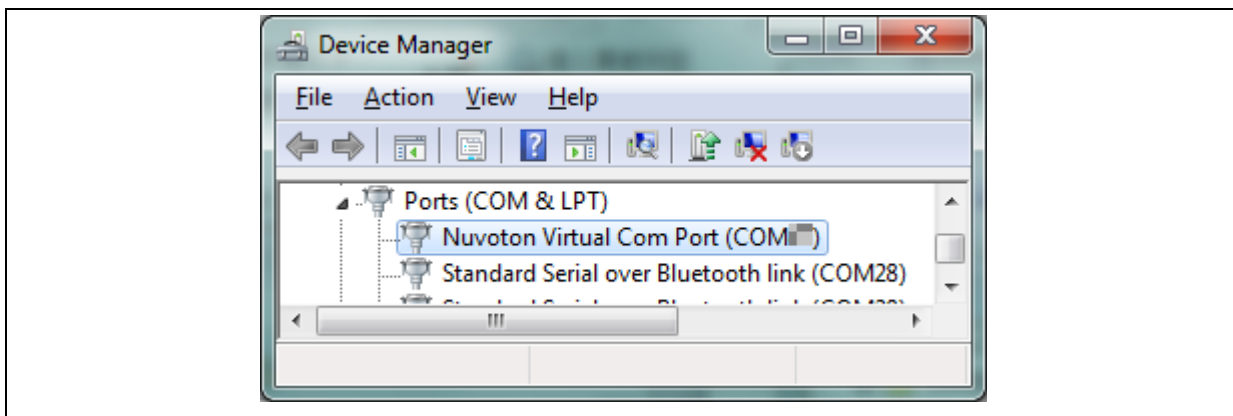 Device Manager
File Action View Help
Ports (COM & LPT)
Nuvoton Virtual Com Port (COM )
Standard Serial over Bluetooth link (COM28)